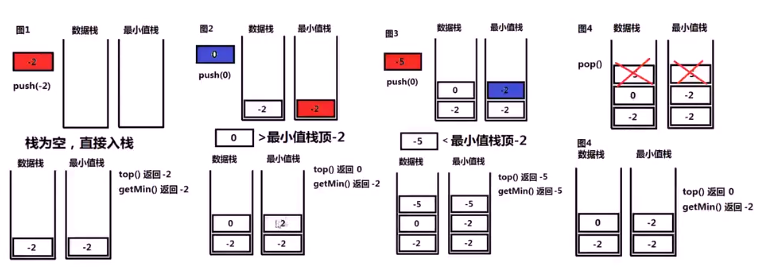 图1
数据栈
最小值栈
-2
push(-2)
栈为空，直接入栈
数据栈
最小值栈
-2
-2
top() 返回 -2
getMin() 返回 -2
图2
数据栈
最小值栈
0
push(0)
-2
-2
0 >最小值栈顶-2
数据栈
最小值栈
0
-2
-2
-2
top() 返回 0
getMin() 返回 -2
图3
数据栈
最小值栈
-5
push(0)
0
-2
-2
-2
-5 <最小值栈顶-2
数据栈
最小值栈
-5
-5
0
-2
-2
-2
top() 返回 -5
getMin() 返回 -5
图4
数据栈
最小值栈
pop()
0
-2
-2
-2
图4
数据栈
最小值栈
0
-2
-2
-2
top() 返回 0
getMin() 返回 -2